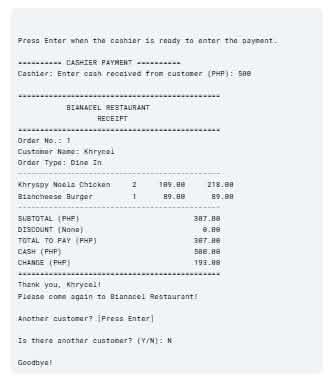 Press Enter when the cashier is ready to enter the payment.
========== CASHIER PAYMENT ==========
Cashier: Enter cash received from customer (PHP): 500
==============================================
BIANACEL RESTAURANT
RECEIPT
==============================================
Order No.: 1
Customer Name: Khrycel
Order Type: Dine In
----------------------------------------------
Khryspy Noela Chicken 2 109.00 218.00
Biancheese Burger 1 89.00 89.00
----------------------------------------------
SUBTOTAL (PHP) 307.00
DISCOUNT (None) 0.00
TOTAL TO PAY (PHP) 307.00
CASH (PHP) 500.00
CHANGE (PHP) 193.00
==============================================
Thank you, Khrycel!
Please come again to Bianacel Restaurant!
Another customer? [Press Enter]
Is there another customer? (Y/N): N
Goodbye!